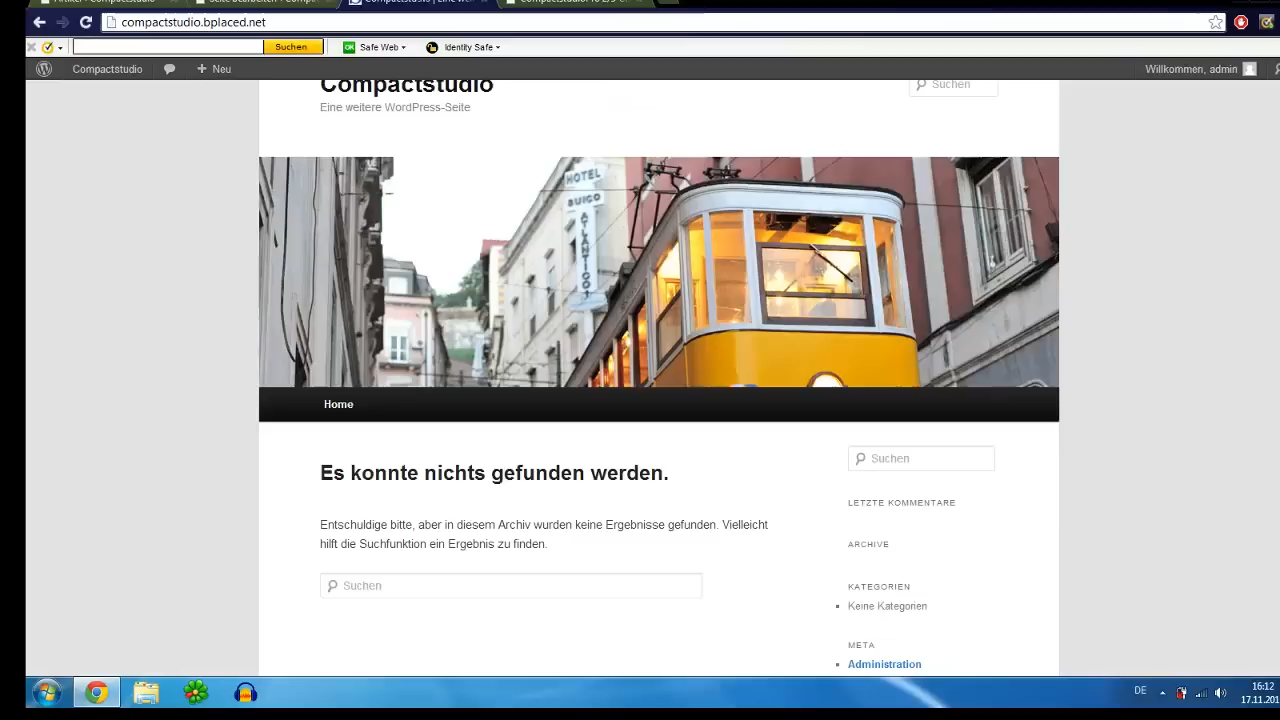 compactstudio.bplaced.net
Suchen
Safe Web
Identity Safe
Compactstudio
Neu
Willkommen, admin
Compactstudio
Suchen
Eine weitere WordPress-Seite
HOTEL
BUICO
ATLANTICO
Home
Es konnte nichts gefunden werden.
Suchen
Entschuldige bitte, aber in diesem Archiv wurden keine Ergebnisse gefunden. Vielleicht
hilft die Suchfunktion ein Ergebnis zu finden.
Suchen
LETZTE KOMMENTARE
ARCHIVE
KATEGORIEN
Keine Kategorien
META
Administration
DE
16:12
17.11.201